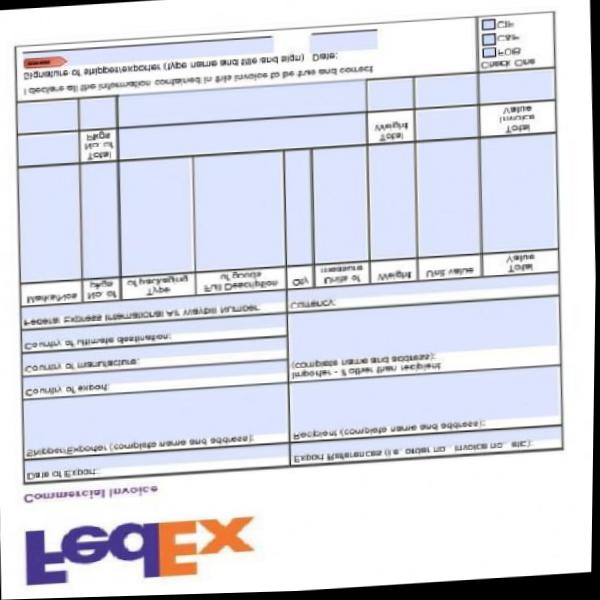 FedEx
Commercial Invoice
Date of Export:
Export References (i.e., order no., invoice no., etc):
Shipper/Exporter (complete name and address):
Recipient (complete name and address):
Country of export:
Importer - if other than recipient
(complete name and address):
Country of manufacture:
Country of ultimate destination:
Federal Express International Air Waybill Number:
Currency:
Marks/Nos
No. of
pkgs
Type
of packaging
Full Description
of goods
Qty
Units of
measure
Weight
Unit value
Total
Value
Total
No. of
Pkgs
Total
Weight
Total
Invoice
Value
I declare all the information contained in this invoice to be true and correct
Signature of shipper/exporter (type name and title and sign)
Date:
Check One
FOB
C&F
CIF